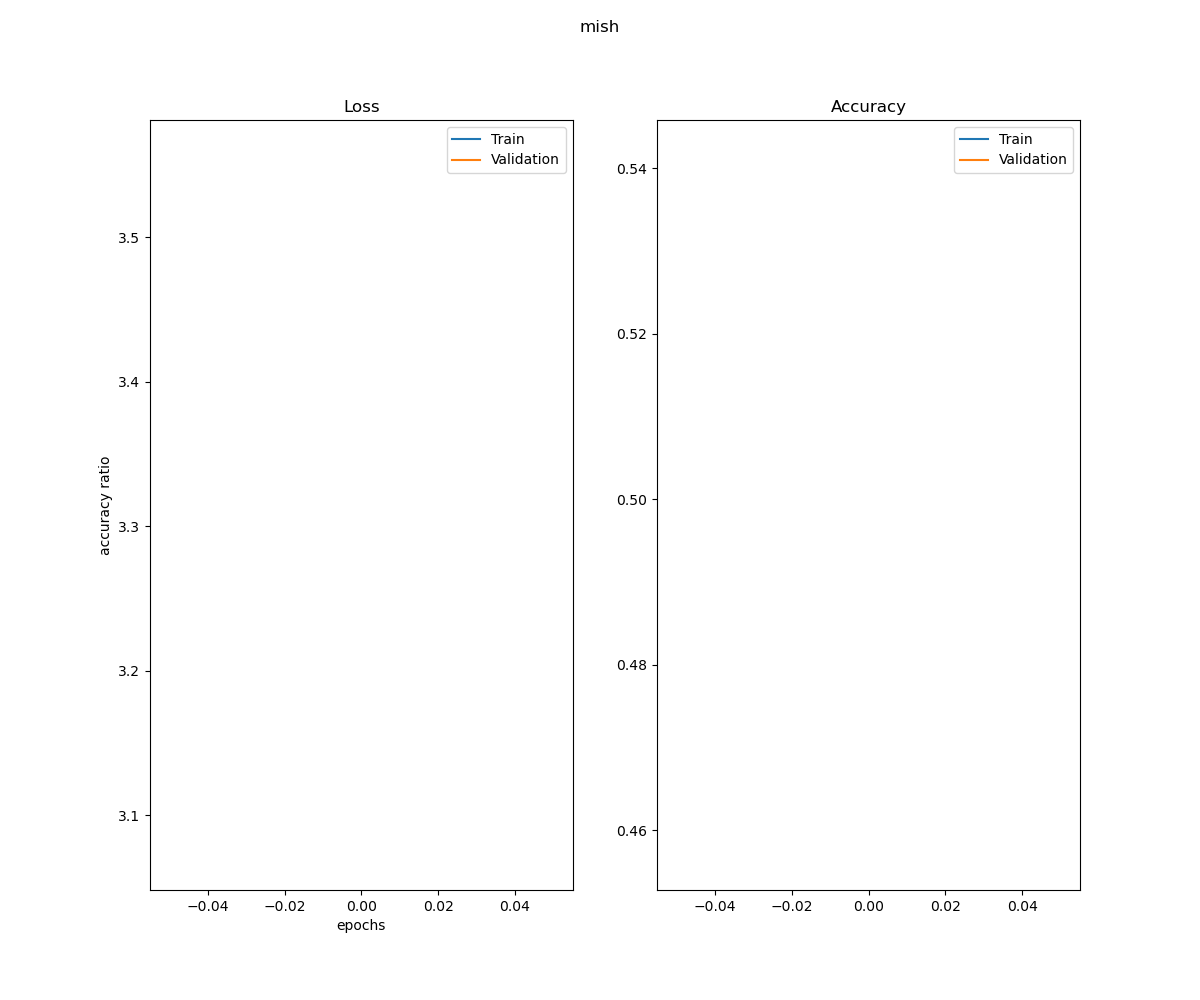 mish
Loss
Train
Validation
3.5
3.4
3.3
3.2
3.1
accuracy ratio
−0.04 −0.02 0.00 0.02 0.04
epochs
Accuracy
Train
Validation
0.54
0.52
0.50
0.48
0.46
−0.04 −0.02 0.00 0.02 0.04